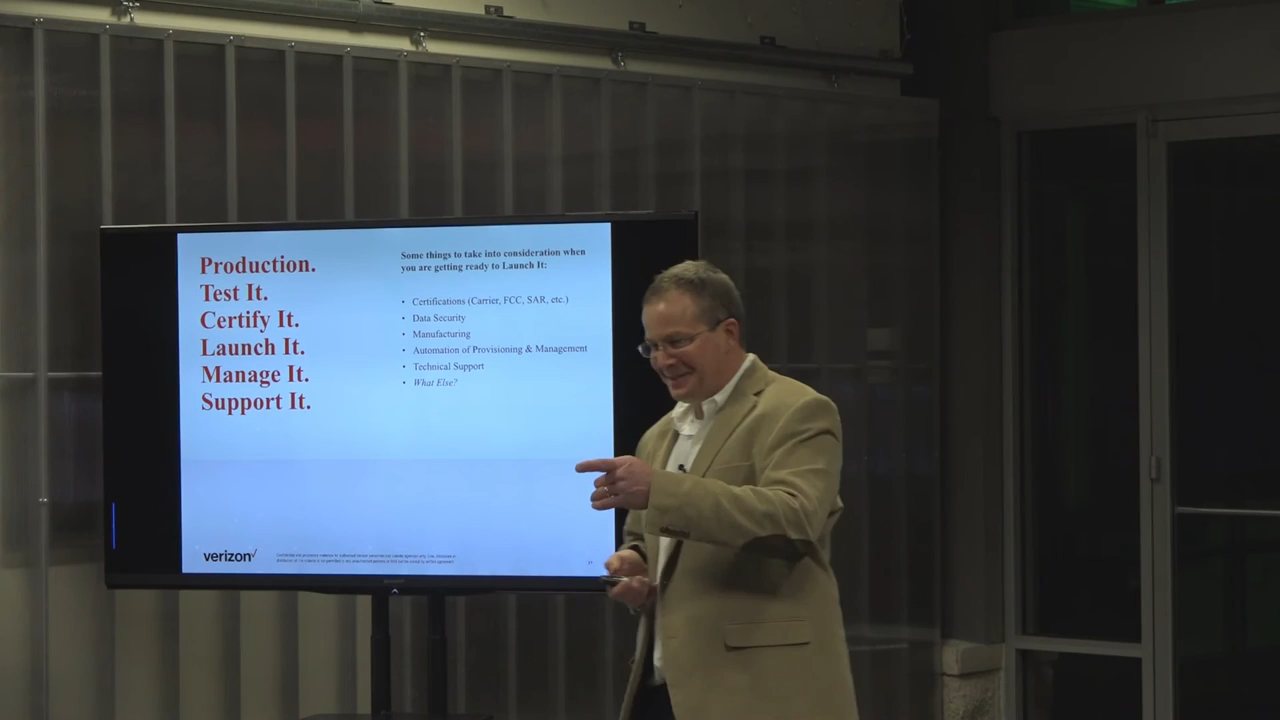 Production.
Test It.
Certify It.
Launch It.
Manage It.
Support It.
Some things to take into consideration when
you are getting ready to Launch It:
• Certifications (Carrier, FCC, SAR, etc.)
• Data Security
• Manufacturing
• Automation of Provisioning & Management
• Technical Support
• What Else?
verizon✓